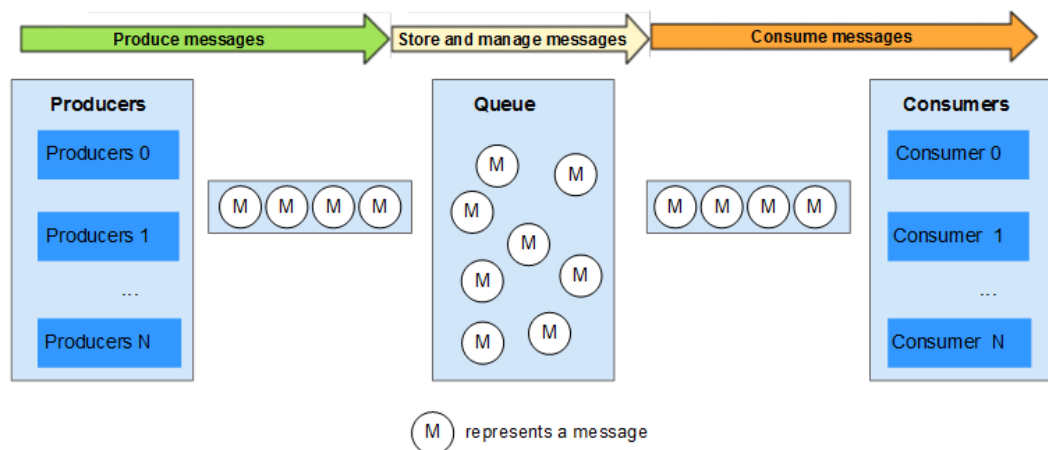 Produce messages
Store and manage messages
Consume messages
Producers
Producers 0
Producers 1
...
Producers N
M M M M
Queue
M
M
M
M
M
M
M
M
M M M M
Consumers
Consumer 0
Consumer 1
...
Consumer N
M represents a message